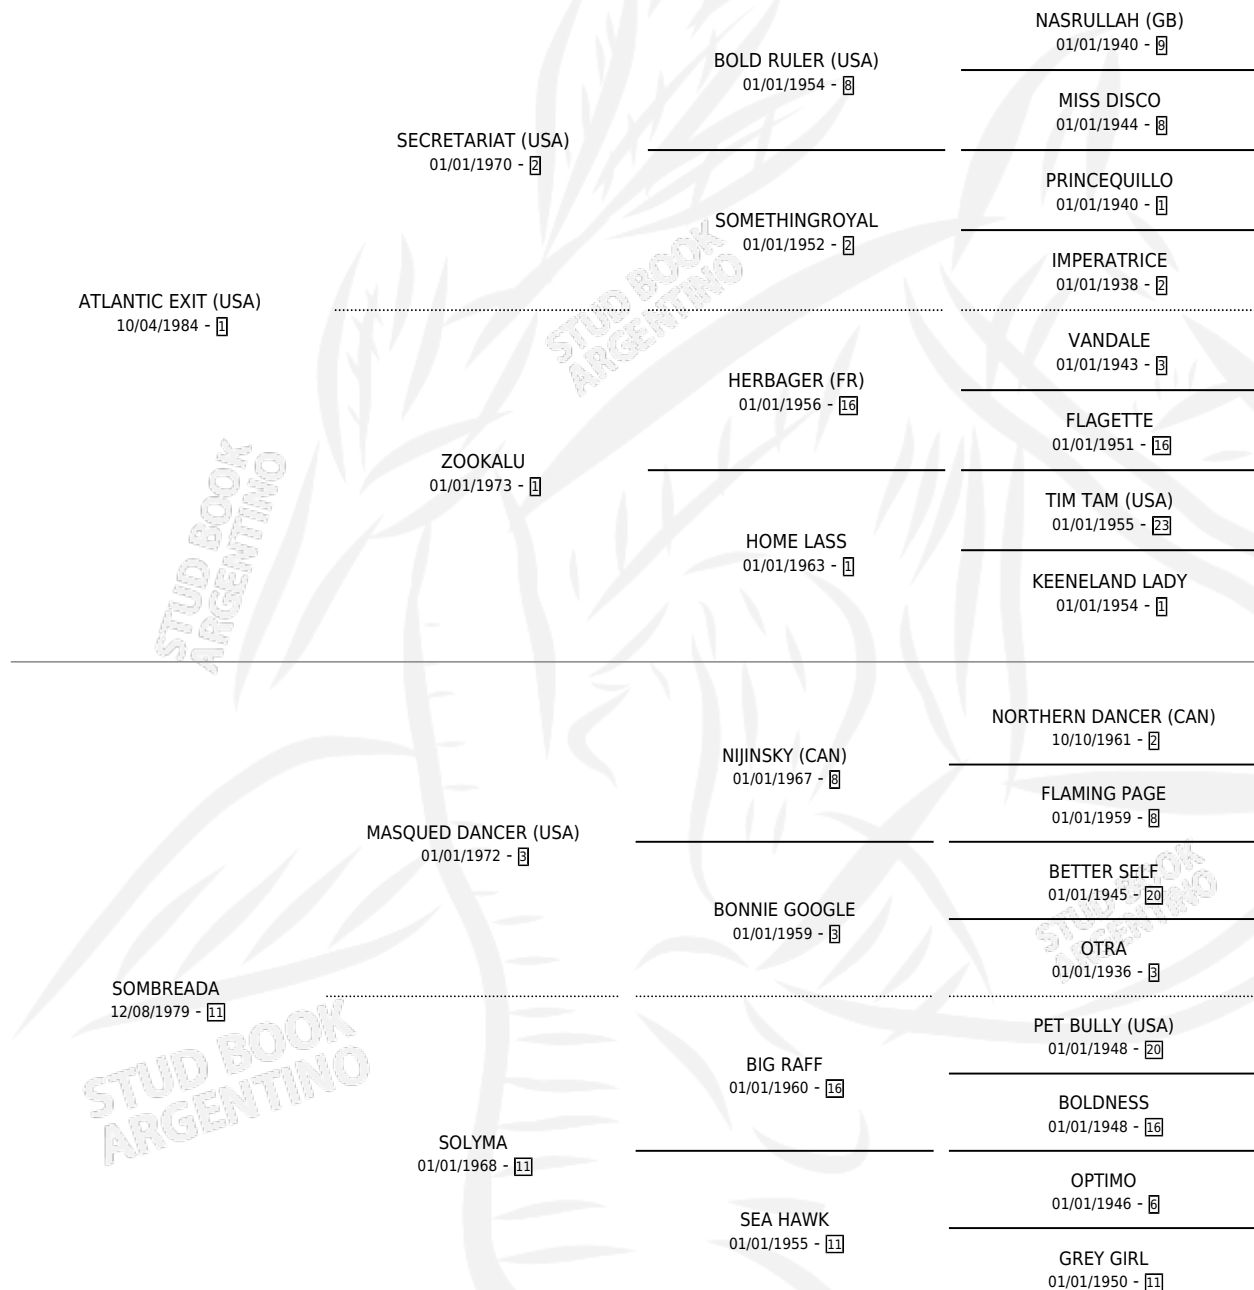 NASRULLAH (GB)
01/01/1940 - 9
BOLD RULER (USA)
01/01/1954 - 8
MISS DISCO
01/01/1944 - 8
SECRETARIAT (USA)
01/01/1970 - 2
PRINCEQUILLO
01/01/1940 - 1
SOMETHINGROYAL
01/01/1952 - 2
IMPERATRICE
01/01/1938 - 2
ATLANTIC EXIT (USA)
10/04/1984 - 1
VANDALE
01/01/1943 - 3
HERBAGER (FR)
01/01/1956 - 16
FLAGETTE
01/01/1951 - 16
ZOOKALU
01/01/1973 - 1
TIM TAM (USA)
01/01/1955 - 23
HOME LASS
01/01/1963 - 1
KEENELAND LADY
01/01/1954 - 1
NORTHERN DANCER (CAN)
10/10/1961 - 2
NIJINSKY (CAN)
01/01/1967 - 8
FLAMING PAGE
01/01/1959 - 8
MASQUED DANCER (USA)
01/01/1972 - 3
BETTER SELF
01/01/1945 - 20
BONNIE GOOGLE
01/01/1959 - 3
OTRA
01/01/1936 - 3
SOMBREADA
12/08/1979 - 11
PET BULLY (USA)
01/01/1948 - 20
BIG RAFF
01/01/1960 - 16
BOLDNESS
01/01/1948 - 16
SOLYMA
01/01/1968 - 11
OPTIMO
01/01/1946 - 6
SEA HAWK
01/01/1955 - 11
GREY GIRL
01/01/1950 - 11
STUD BOOK
ARGENTINO
STUD BOOK
ARGENTINO
STUD BOOK
ARGENTINO
STUD BOOK
ARGENTINO